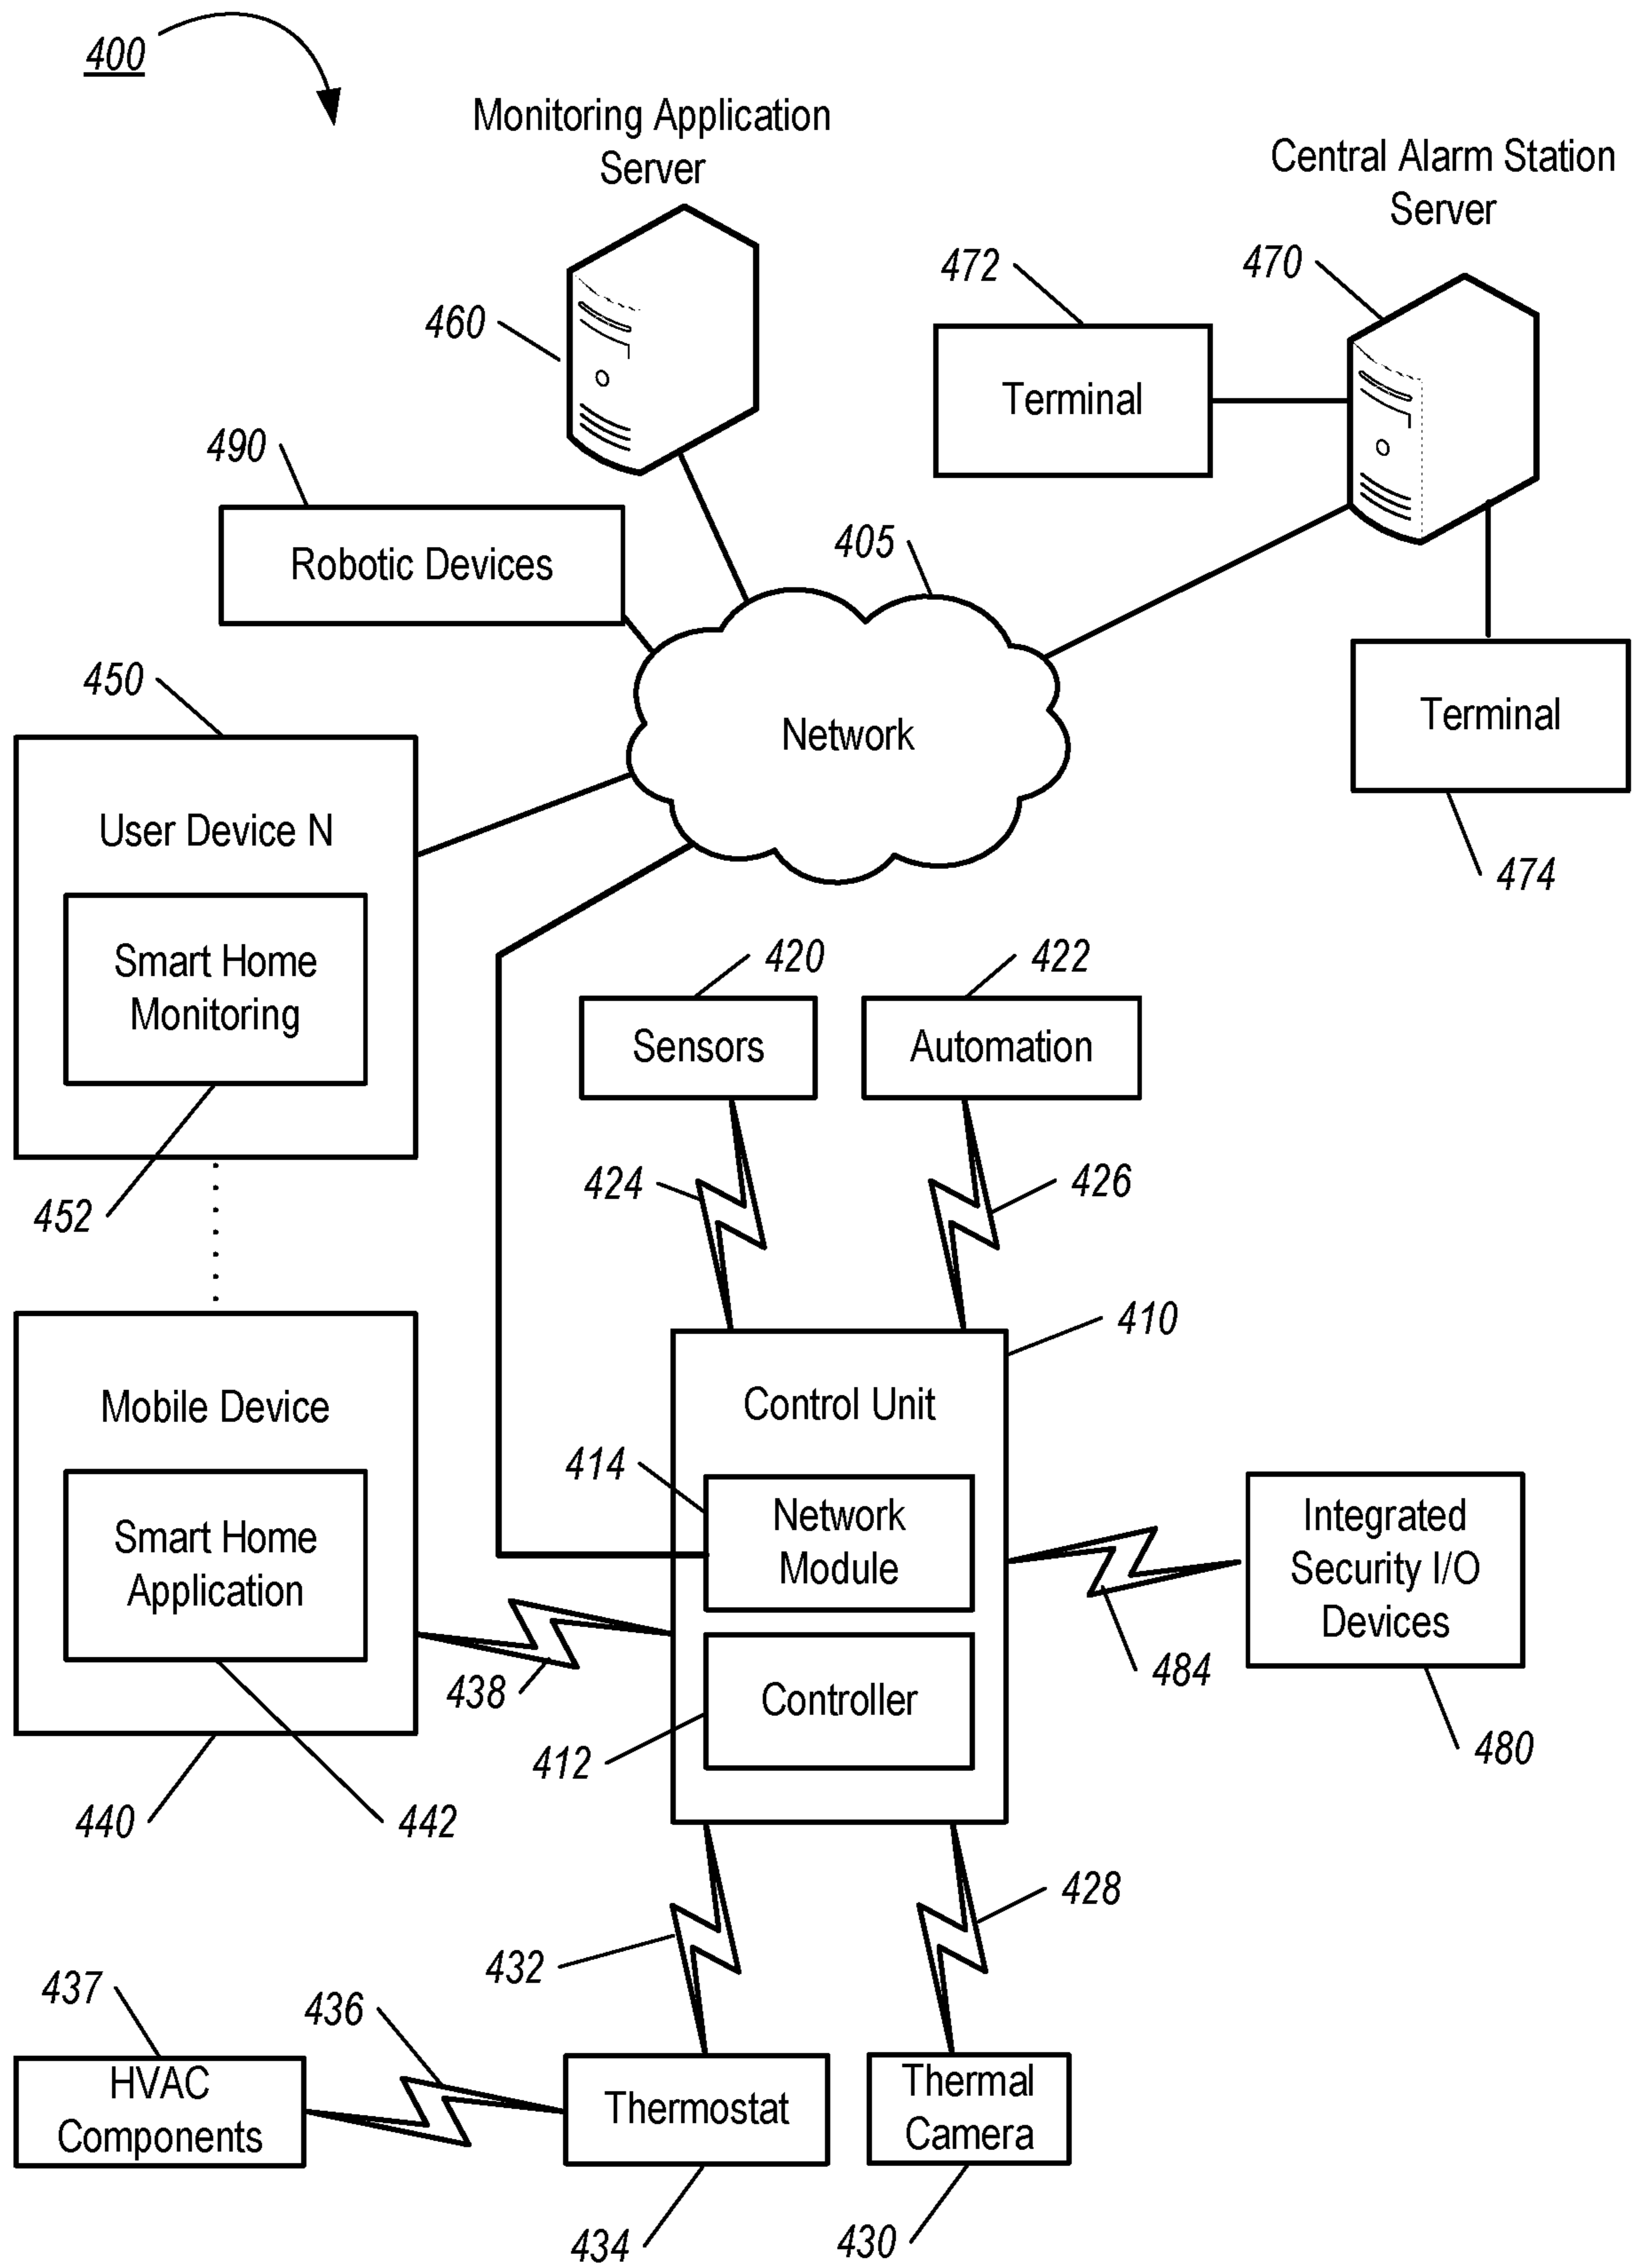 400
Monitoring Application
Server
Central Alarm Station
Server
472
470
460
Terminal
490
405
Robotic Devices
450
Network
Terminal
User Device N
474
Smart Home
Monitoring
420
422
Sensors
Automation
424
426
452
410
Mobile Device
Control Unit
414
Network
Module
Integrated
Security I/O
Devices
Smart Home
Application
438
484
Controller
412
480
440
442
428
432
437
436
HVAC
Components
Thermostat
Thermal
Camera
434
430